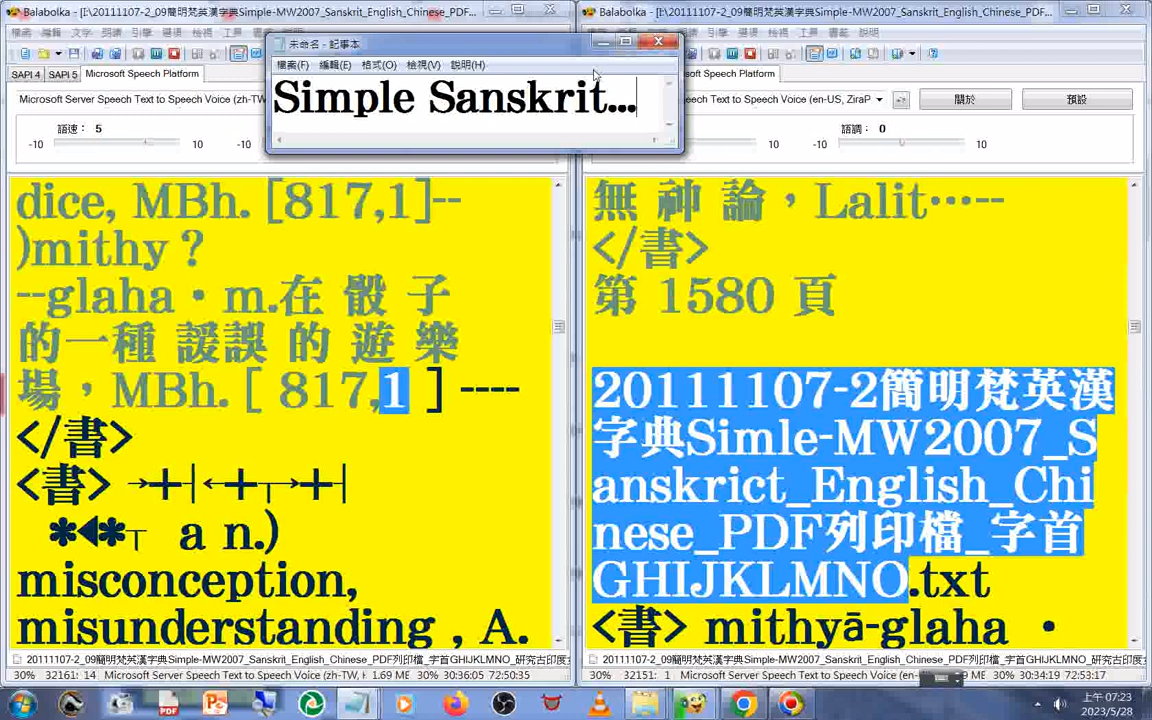 Balabolka - [I:\20111107-2_09簡明梵英漢字典Simple-MW2007_Sanskrit_English_Chinese_PDF...
Balabolka - [I:\20111107-2_09簡明梵英漢字典Simple-MW2007_Sanskrit_English_Chinese_PDF...
未命名 - 記事本
檔案(F) 編輯(E) 格式(O) 檢視(V) 說明(H)
Simple Sanskrit...
SAPI 4 SAPI 5 Microsoft Speech Platform
Speech Platform
Microsoft Server Speech Text to Speech Voice (zh-TW
ech Text to Speech Voice (en-US, ZiraP
關於
預設
語速： 5
語調： 0
-10 10 -10
10 -10 10
dice, MBh. [817,1]--
)mithy？
--glaha・m.在 骰 子
的一種 諼誤 的 遊 樂
場，MBh. [ 817,1 ] ----
</書>
<書> →┼┤←┼┬→┼┤
✱◀✱┬ a n.)
misconception,
misunderstanding , A.
無 神 論，Lalit…--
</書>
第 1580 頁
20111107-2簡明梵英漢
字典Simle-MW2007_S
anskrict_English_Chi
nese_PDF列印檔_字首
GHIJKLMNO.txt
<書> mithyā-glaha ・
20111107-2_09簡明梵英漢字典Simple-MW2007_Sanskrit_English_Chinese_PDF列印檔_字首GHIJKLMNO_研究古印度
20111107-2_09簡明梵英漢字典Simple-MW2007_Sanskrit_English_Chinese_PDF列印檔_字首GHIJKLMNO_研究古印度
30% 32161: 14 Microsoft Server Speech Text to Speech Voice (zh-TW, 1.69 MB 30% 30:36:05 72:50:35
30% 32151: 1 Microsoft Server Speech Text to Speech Voice 30% 30:34:19 72:53:17
上午 07:23
2023/5/28